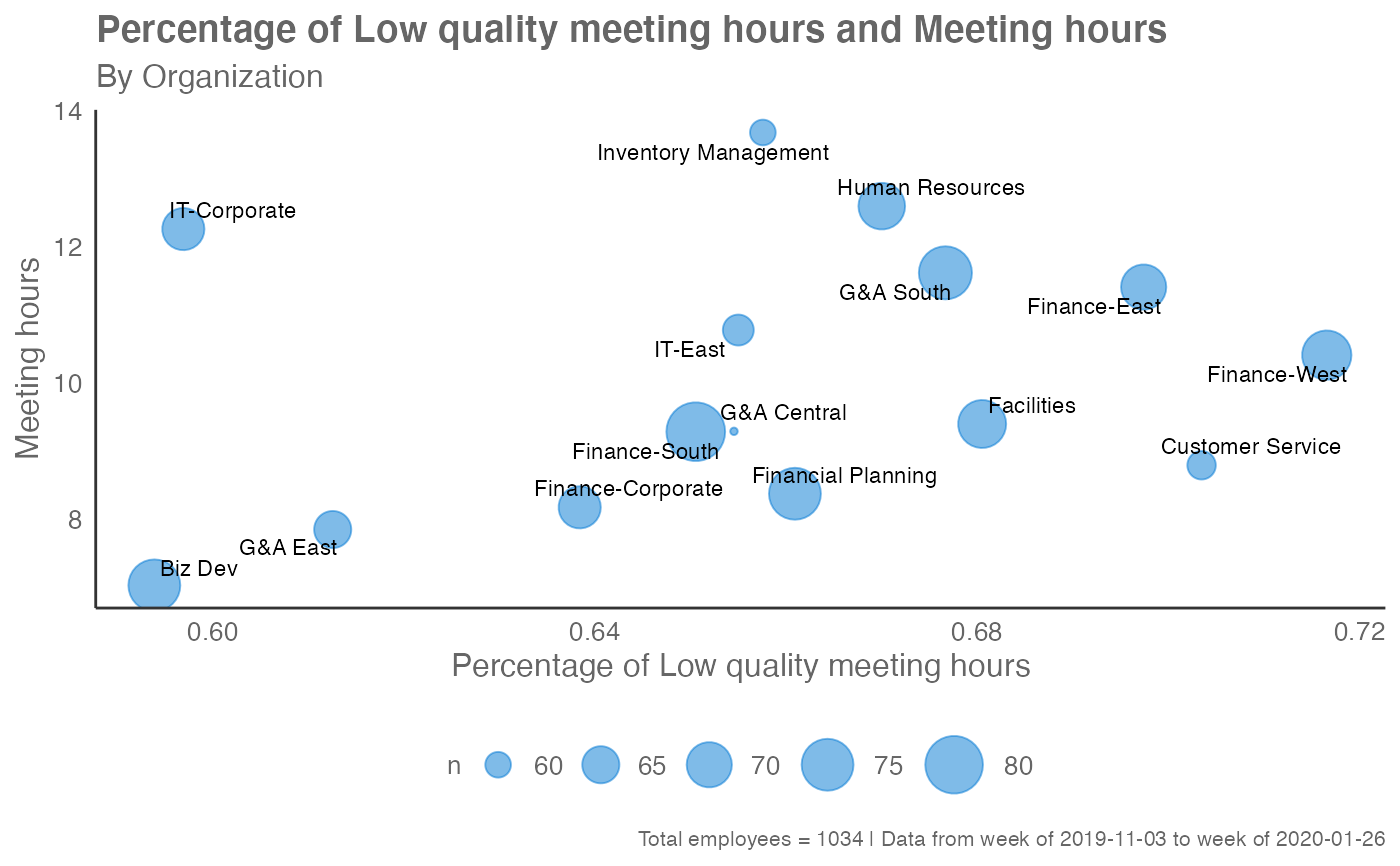 Percentage of Low quality meeting hours and Meeting hours
By Organization
14
Inventory Management
Human Resources
IT-Corporate
12
G&A South
Finance-East
IT-East
10
Finance-West
Facilities
G&A Central
Finance-South
Customer Service
Financial Planning
Finance-Corporate
8
G&A East
Biz Dev
Meeting hours
0.60 0.64 0.68 0.72
Percentage of Low quality meeting hours
n 60 65 70 75 80
Total employees = 1034 | Data from week of 2019-11-03 to week of 2020-01-26